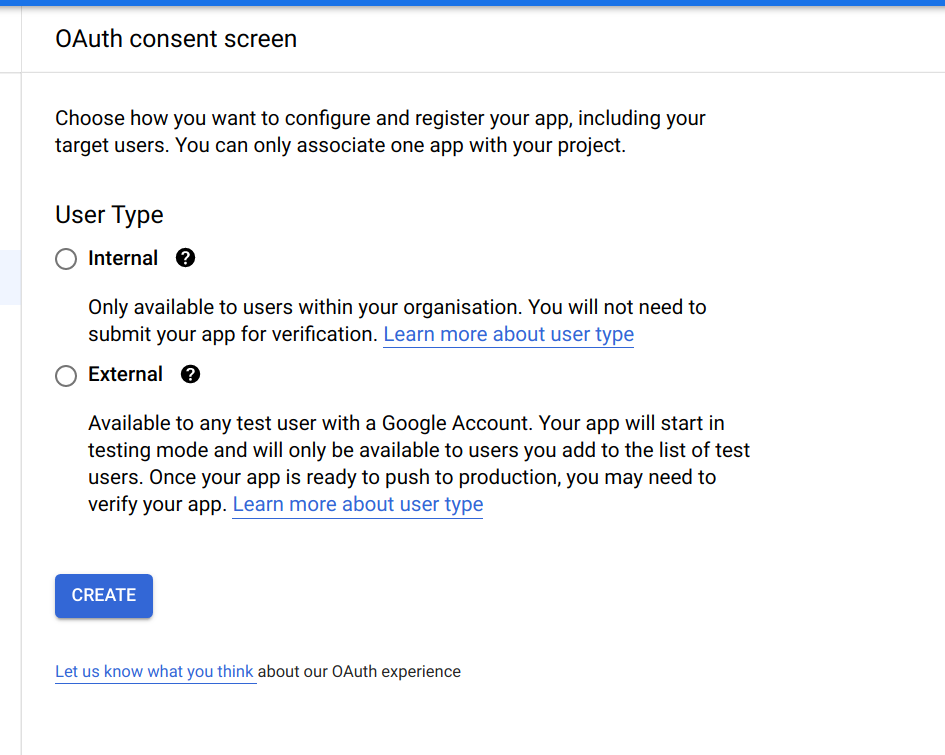 OAuth consent screen
Choose how you want to configure and register your app, including your
target users. You can only associate one app with your project.
User Type
Internal
Only available to users within your organisation. You will not need to
submit your app for verification. Learn more about user type
External
Available to any test user with a Google Account. Your app will start in
testing mode and will only be available to users you add to the list of test
users. Once your app is ready to push to production, you may need to
verify your app. Learn more about user type
CREATE
Let us know what you think about our OAuth experience